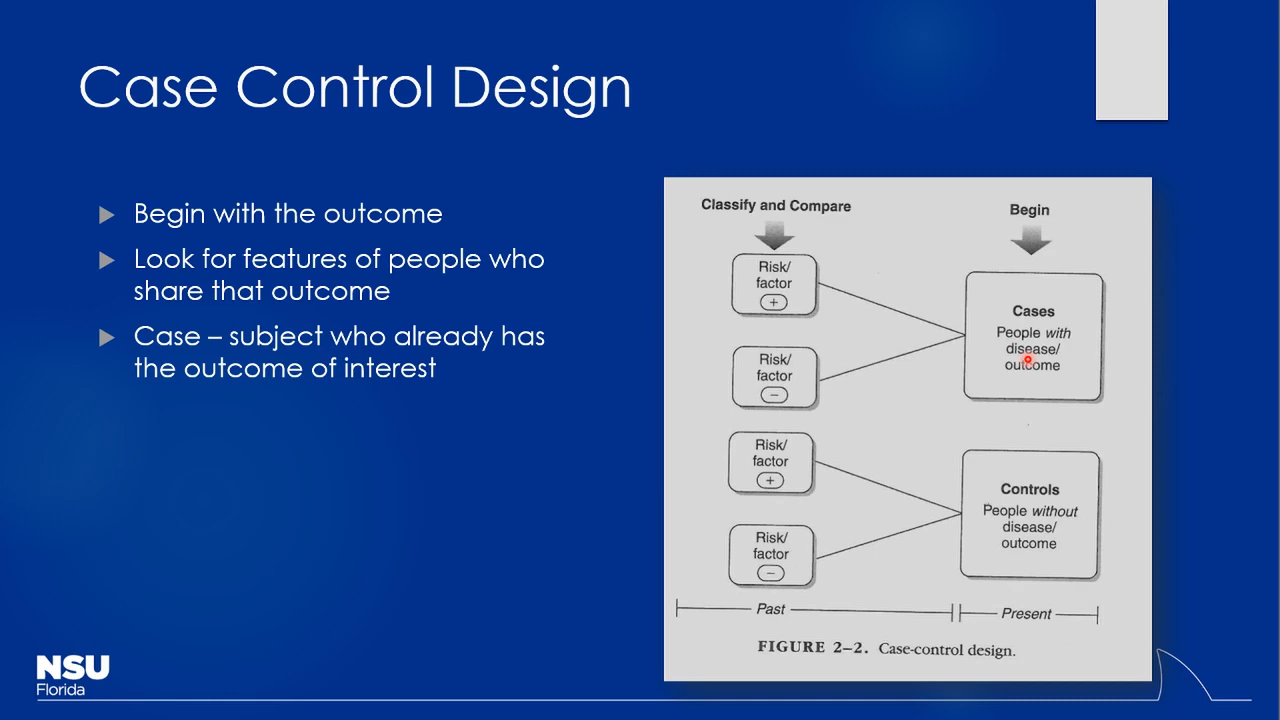 Case Control Design
Begin with the outcome
Look for features of people who
share that outcome
Case – subject who already has
the outcome of interest
Classify and Compare
Begin
Risk/
factor
+
Risk/
factor
−
Risk/
factor
+
Risk/
factor
−
Cases
People with
disease/
outcome
Controls
People without
disease/
outcome
Past
Present
FIGURE 2–2. Case-control design.
NSU
Florida